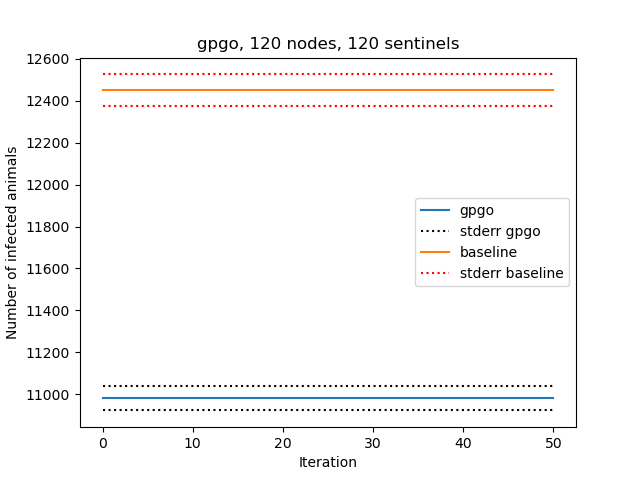 gpgo, 120 nodes, 120 sentinels
Number of infected animals
12600
12400
12200
12000
11800
11600
11400
11200
11000
gpgo
stderr gpgo
baseline
stderr baseline
0 10 20 30 40 50
Iteration